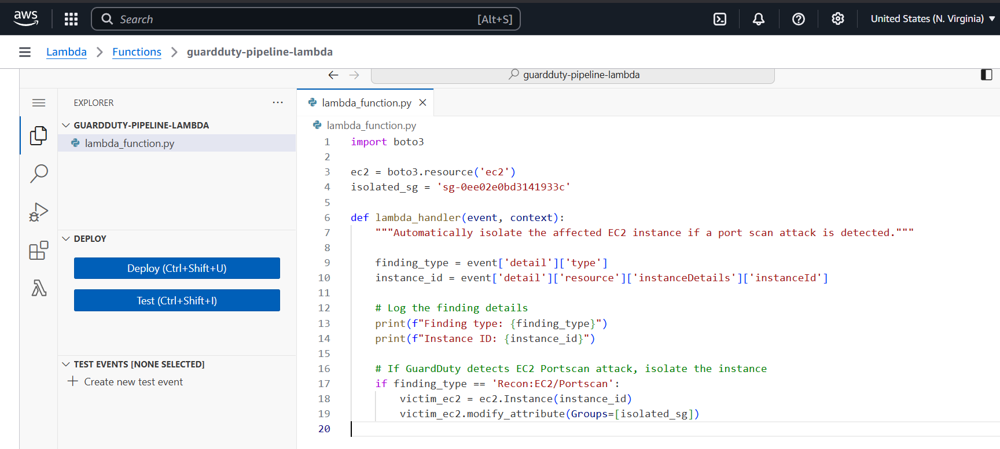 aws
Search [Alt+S]
United States (N. Virginia)
Lambda Functions guardduty-pipeline-lambda
guardduty-pipeline-lambda
EXPLORER
GUARDDUTY-PIPELINE-LAMBDA
lambda_function.py
DEPLOY
Deploy (Ctrl+Shift+U)
Test (Ctrl+Shift+I)
TEST EVENTS [NONE SELECTED]
Create new test event
lambda_function.py
lambda_function.py
1 import boto3
2
3 ec2 = boto3.resource('ec2')
4 isolated_sg = 'sg-0ee02e0bd3141933c'
5
6 def lambda_handler(event, context):
7     """Automatically isolate the affected EC2 instance if a port scan attack is detected."""
8
9     finding_type = event['detail']['type']
10     instance_id = event['detail']['resource']['instanceDetails']['instanceId']
11
12     # Log the finding details
13     print(f"Finding type: {finding_type}")
14     print(f"Instance ID: {instance_id}")
15
16     # If GuardDuty detects EC2 Portscan attack, isolate the instance
17     if finding_type == 'Recon:EC2/Portscan':
18         victim_ec2 = ec2.Instance(instance_id)
19         victim_ec2.modify_attribute(Groups=[isolated_sg])
20